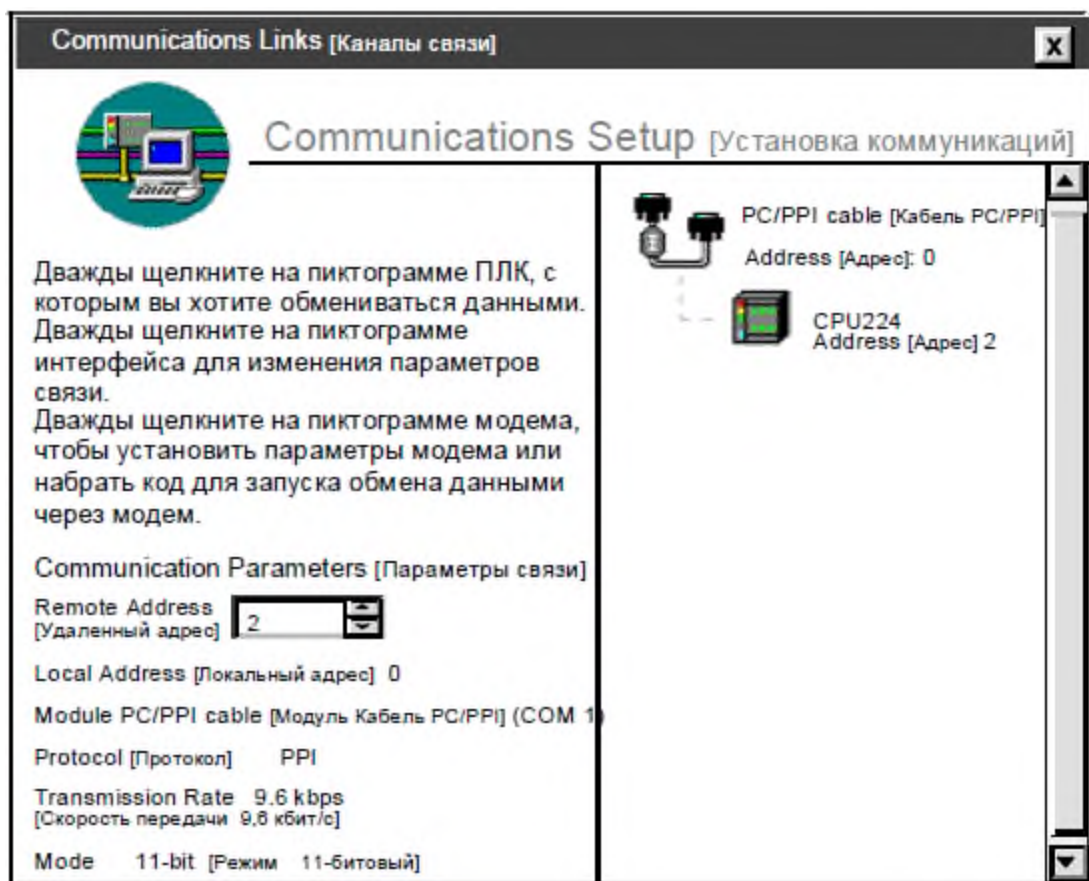 Communications Links [Каналы связи]
Communications Setup [Установка коммуникаций]
Дважды щелкните на пиктограмме ПЛК, с
которым вы хотите обмениваться данными.
Дважды щелкните на пиктограмме
интерфейса для изменения параметров
связи.
Дважды щелкните на пиктограмме модема,
чтобы установить параметры модема или
набрать код для запуска обмена данными
через модем.
Communication Parameters [Параметры связи]
Remote Address
[Удаленный адрес] 2
Local Address [Локальный адрес] 0
Module PC/PPI cable [Модуль Кабель PC/PPI] (COM 1)
Protocol [Протокол] PPI
Transmission Rate 9.6 kbps
[Скорость передачи 9,6 кбит/с]
Mode 11-bit [Режим 11-битовый]
PC/PPI cable [Кабель PC/PPI]
Address [Адрес]: 0
CPU224
Address [Адрес] 2